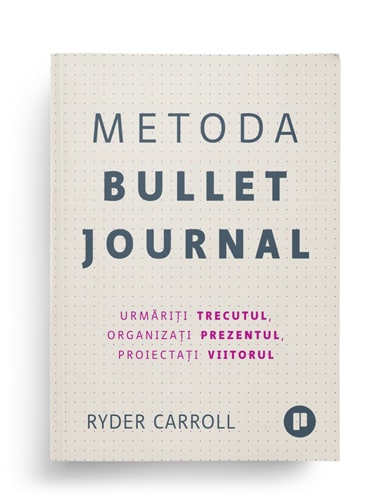 METODA
BULLET
JOURNAL
URMĂRIȚI TRECUTUL,
ORGANIZAȚI PREZENTUL,
PROIECTAȚI VIITORUL
RYDER CARROLL